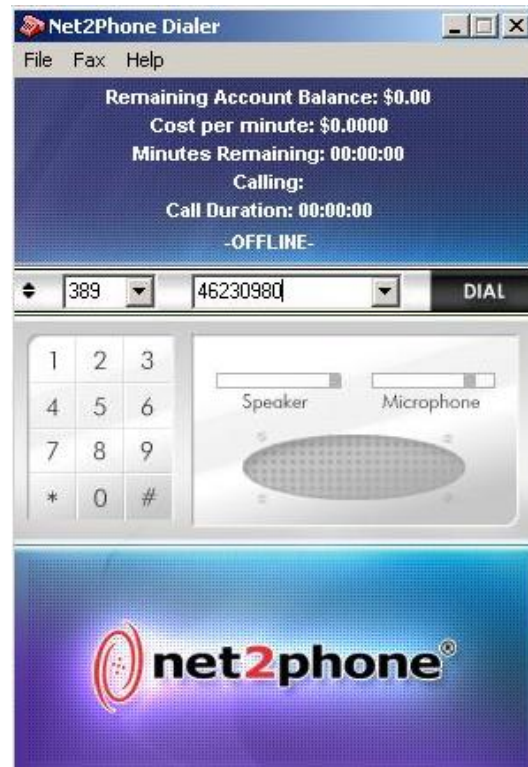 Net2Phone Dialer
File Fax Help
Remaining Account Balance: $0.00
Cost per minute: $0.0000
Minutes Remaining: 00:00:00
Calling:
Call Duration: 00:00:00
-OFFLINE-
389 46230980 DIAL
1 2 3
4 5 6
7 8 9
* 0 #
Speaker Microphone
net2phone®